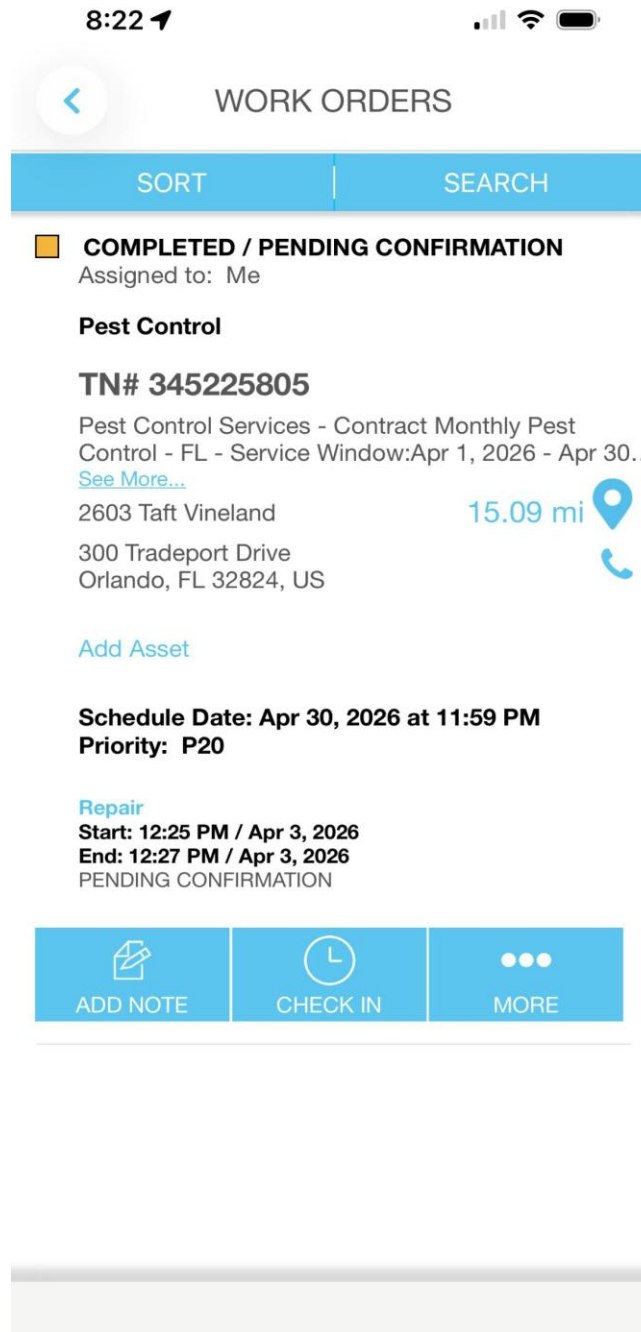 8:22
WORK ORDERS
SORT
SEARCH
COMPLETED / PENDING CONFIRMATION
Assigned to: Me
Pest Control
TN# 345225805
Pest Control Services - Contract Monthly Pest
Control - FL - Service Window:Apr 1, 2026 - Apr 30..
See More...
2603 Taft Vineland
15.09 mi
300 Tradeport Drive
Orlando, FL 32824, US
Add Asset
Schedule Date: Apr 30, 2026 at 11:59 PM
Priority: P20
Repair
Start: 12:25 PM / Apr 3, 2026
End: 12:27 PM / Apr 3, 2026
PENDING CONFIRMATION
ADD NOTE
CHECK IN
MORE